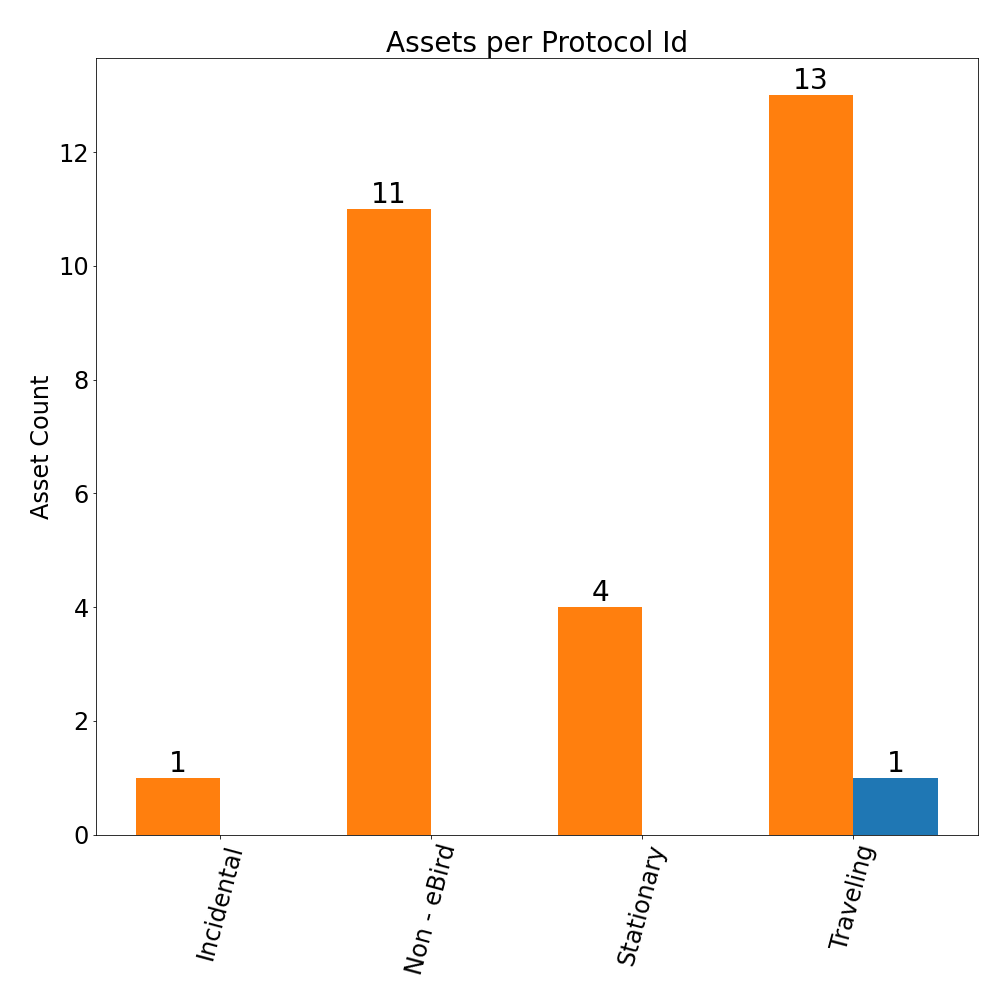 Assets per Protocol Id
13
12
11
10
8
Asset Count
6
4
4
2
1
1
0
Incidental
Non - eBird
Stationary
Traveling